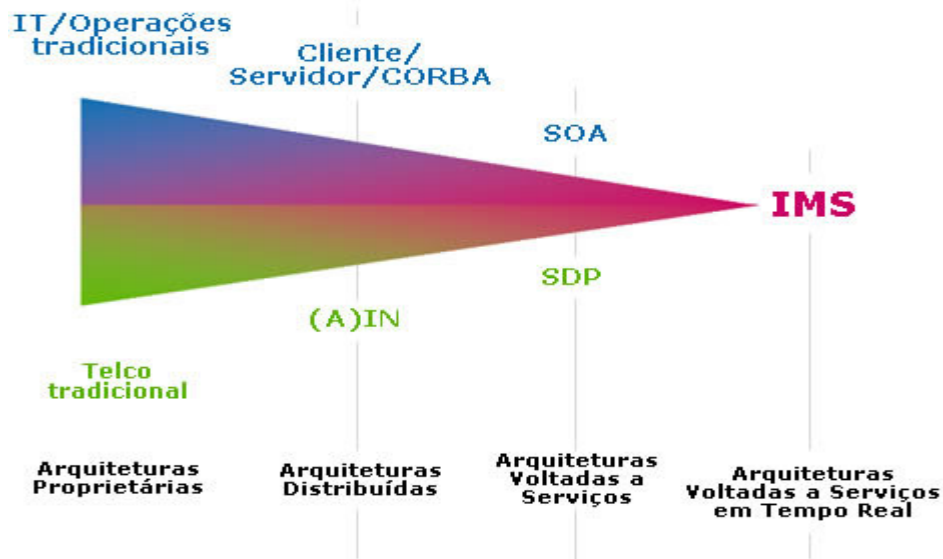 IT/Operações
tradicionais
Cliente/
Servidor/CORBA
SOA
IMS
SDP
(A)IN
Telco
tradicional
Arquiteturas
Proprietárias
Arquiteturas
Distribuídas
Arquiteturas
Voltadas a
Serviços
Arquiteturas
Voltadas a Serviços
em Tempo Real